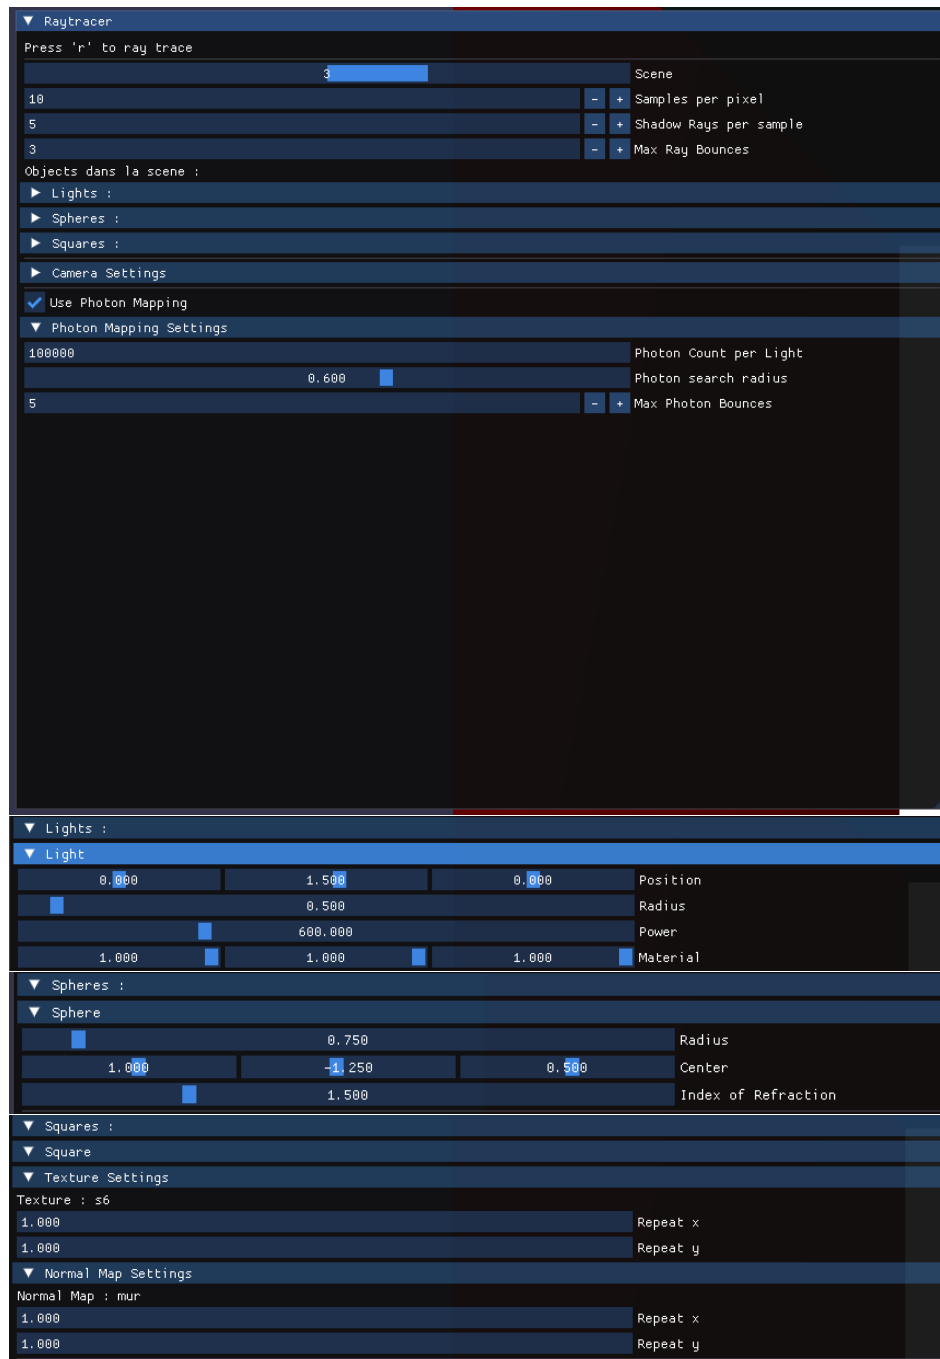 Raytracer
Press 'r' to ray trace
3 Scene
10 - + Samples per pixel
5 - + Shadow Rays per sample
3 - + Max Ray Bounces
Objects dans la scene :
Lights :
Spheres :
Squares :
Camera Settings
Use Photon Mapping
Photon Mapping Settings
100000 Photon Count per Light
0.600 Photon search radius
5 - + Max Photon Bounces
Lights :
Light
0.000 1.500 0.000 Position
0.500 Radius
600.000 Power
1.000 1.000 1.000 Material
Spheres :
Sphere
0.750 Radius
1.000 -1.250 0.500 Center
1.500 Index of Refraction
Squares :
Square
Texture Settings
Texture : s6
1.000 Repeat x
1.000 Repeat y
Normal Map Settings
Normal Map : mur
1.000 Repeat x
1.000 Repeat y